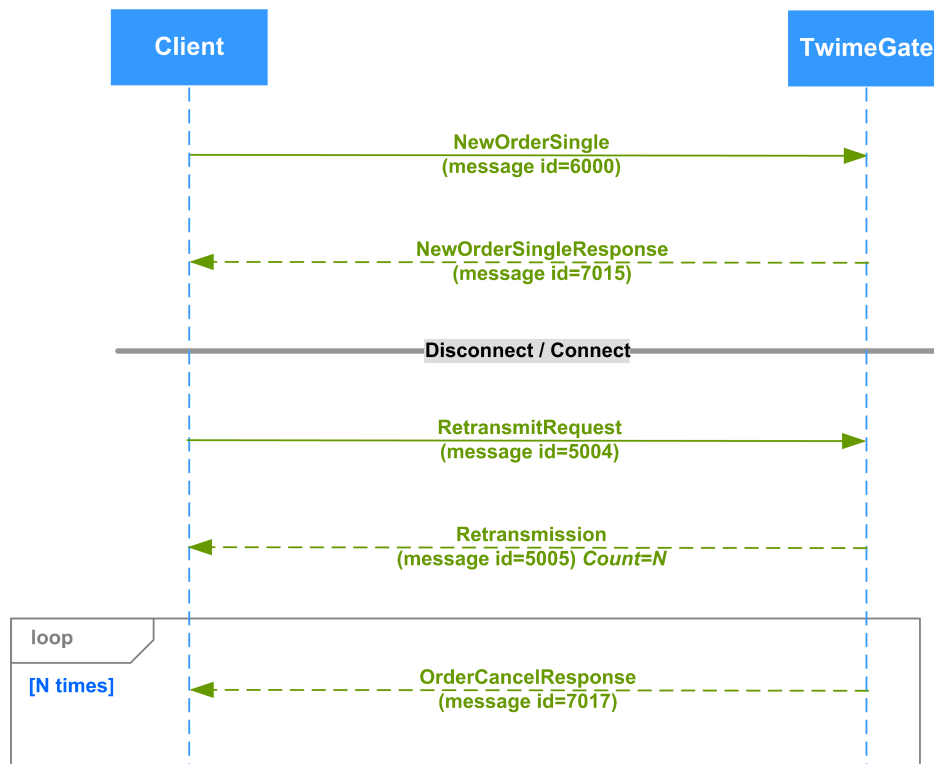 Client
TwimeGate
NewOrderSingle
(message id=6000)
NewOrderSingleResponse
(message id=7015)
Disconnect / Connect
RetransmitRequest
(message id=5004)
Retransmission
(message id=5005) Count=N
loop
[N times]
OrderCancelResponse
(message id=7017)